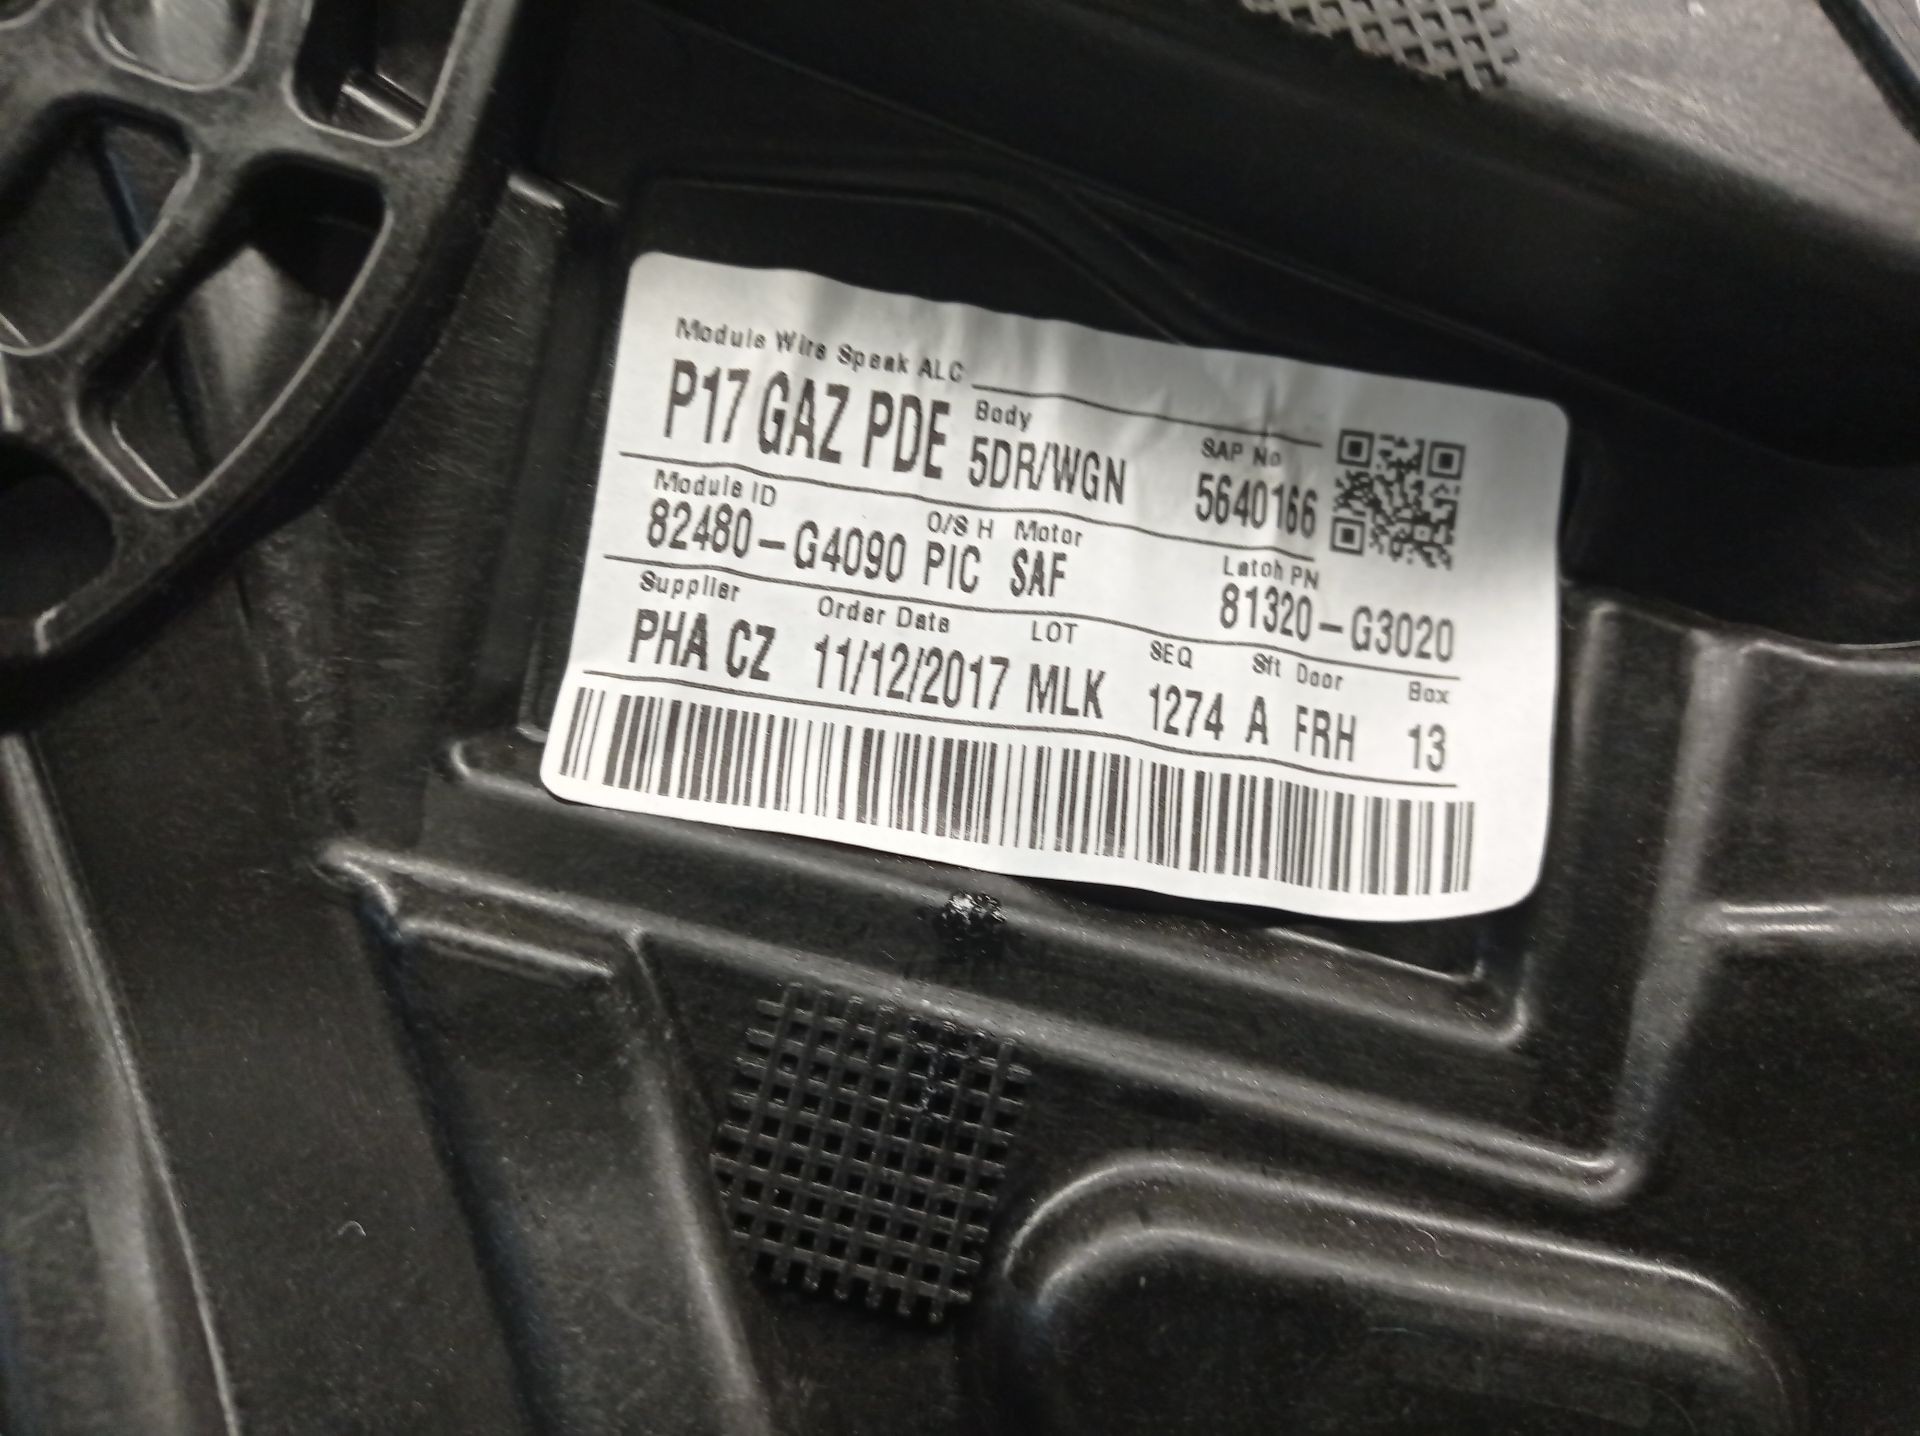 Module Wire Speak ALC
P17 GAZ PDE Body 5DR/WGN SAP No 5640166
Module ID O/S H Motor Latch PN
82480-G4090 PIC SAF 81320-G3020
Supplier Order Date LOT SEQ Sft Door Box
PHA CZ 11/12/2017 MLK 1274 A FRH 13